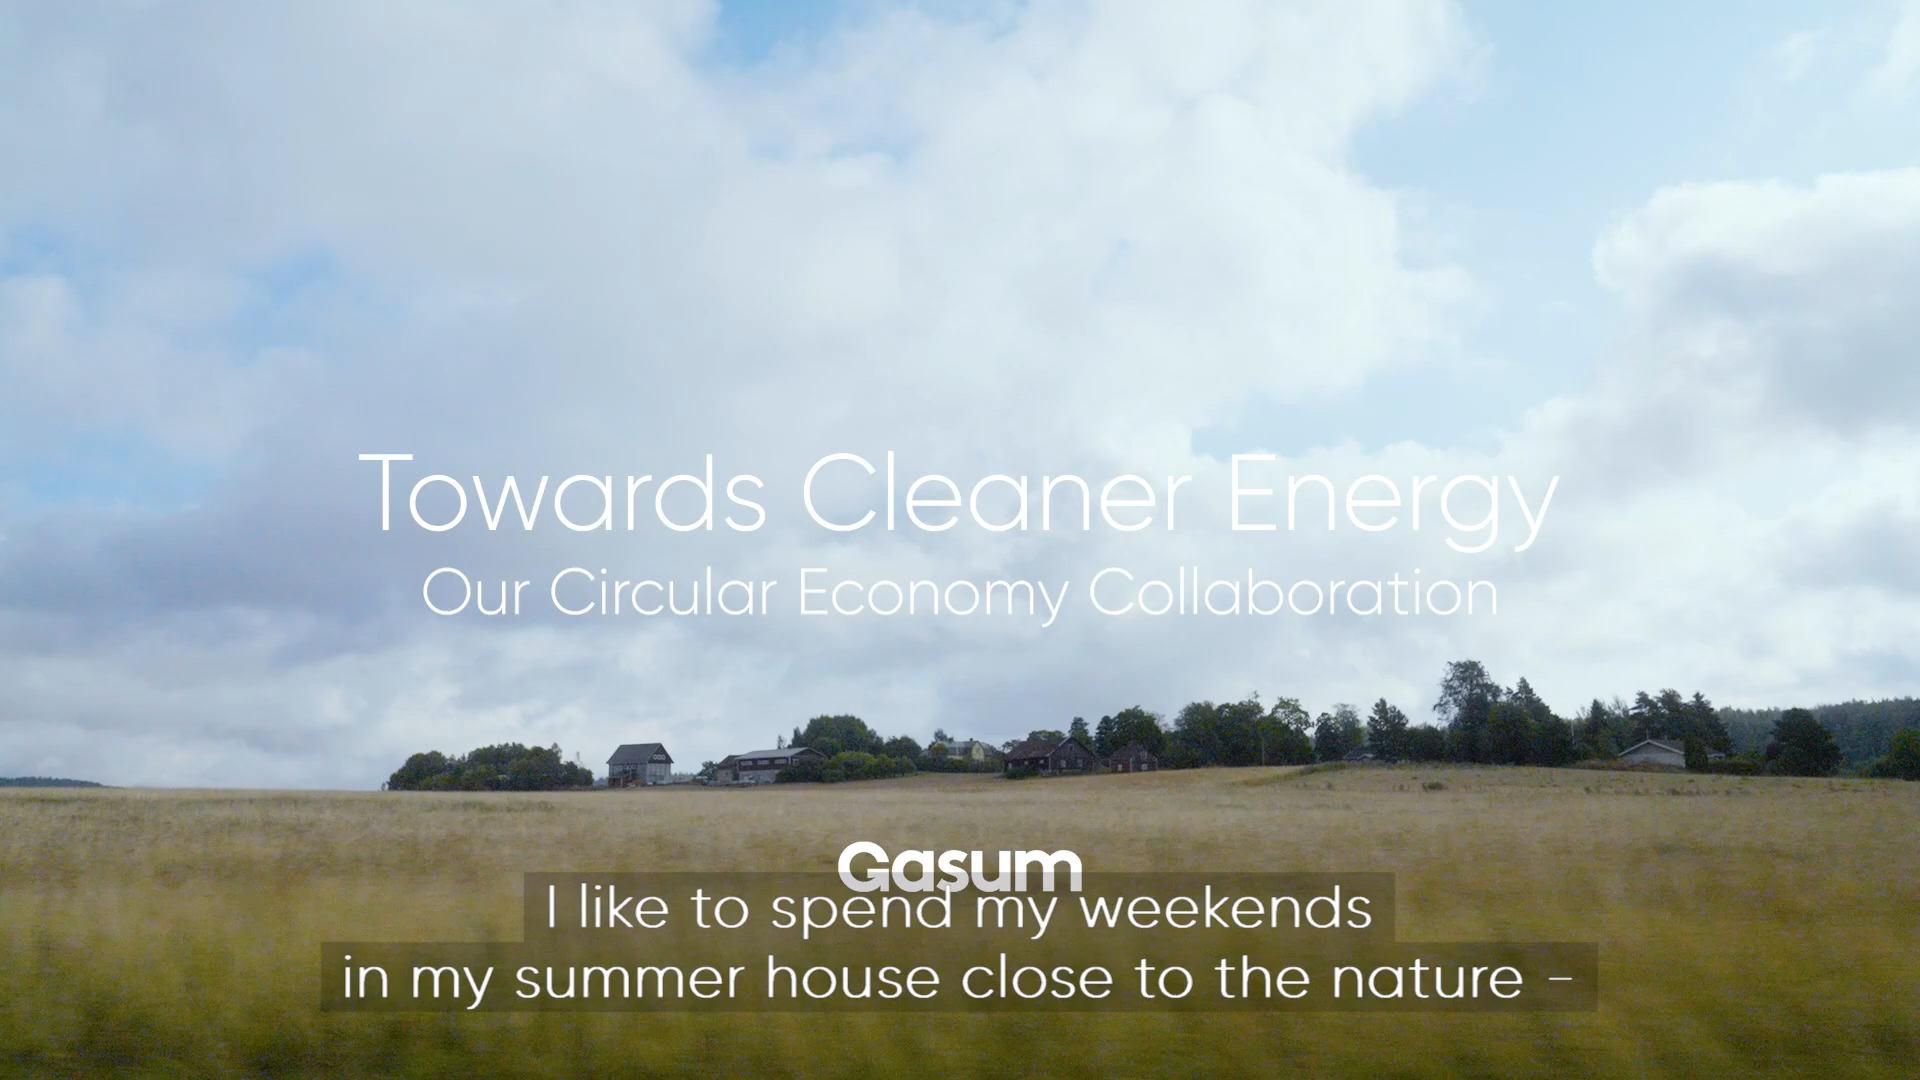 Towards Cleaner Energy
Our Circular Economy Collaboration
Gasum
I like to spend my weekends
in my summer house close to the nature –